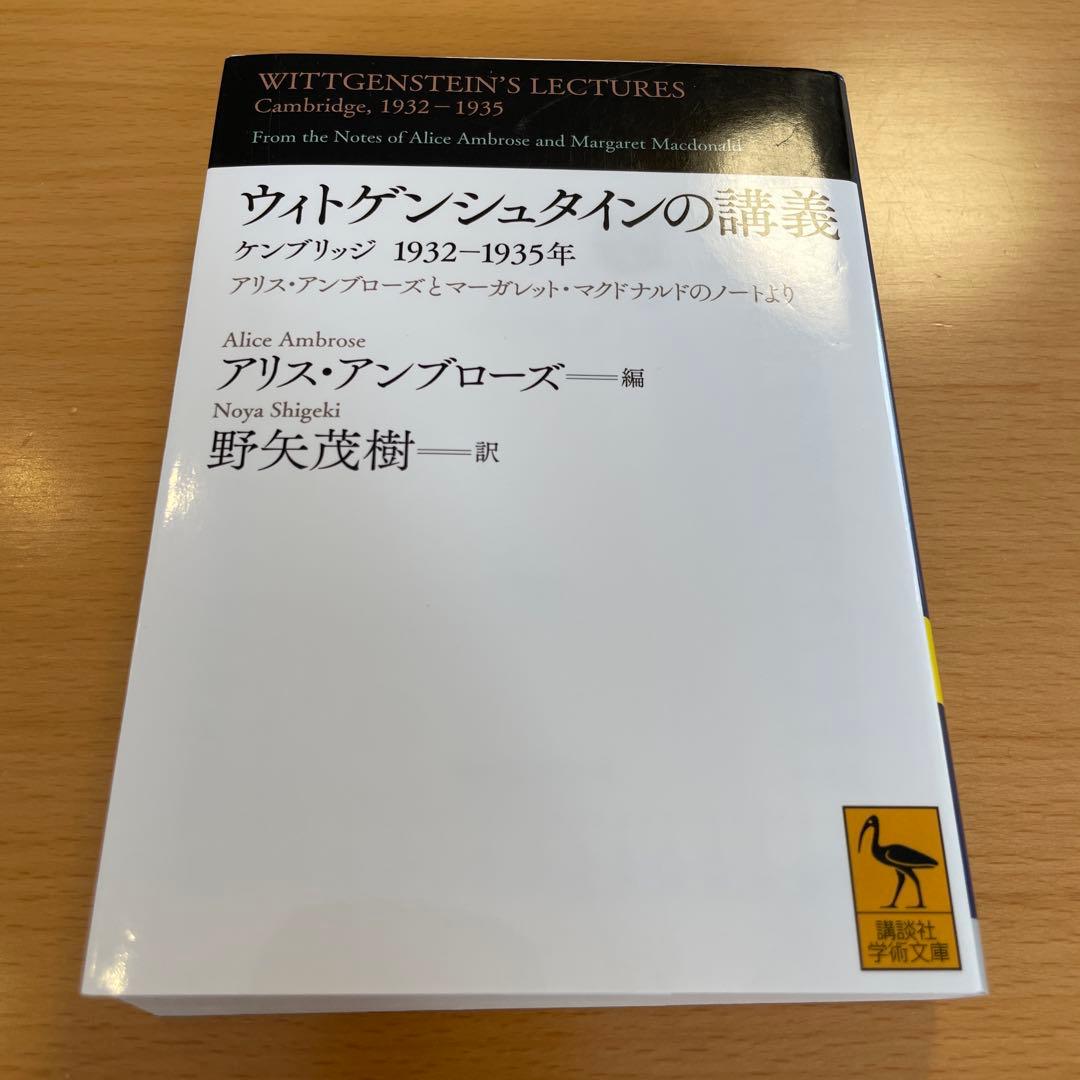 WITTGENSTEIN'S LECTURES
Cambridge, 1932－1935
From the Notes of Alice Ambrose and Margaret Macdonald
ウィトゲンシュタインの講義
ケンブリッジ 1932－1935年
アリス・アンブローズとマーガレット・マクドナルドのノートより
Alice Ambrose
アリス・アンブローズ――編
Noya Shigeki
野矢茂樹――訳
講談社
学術文庫